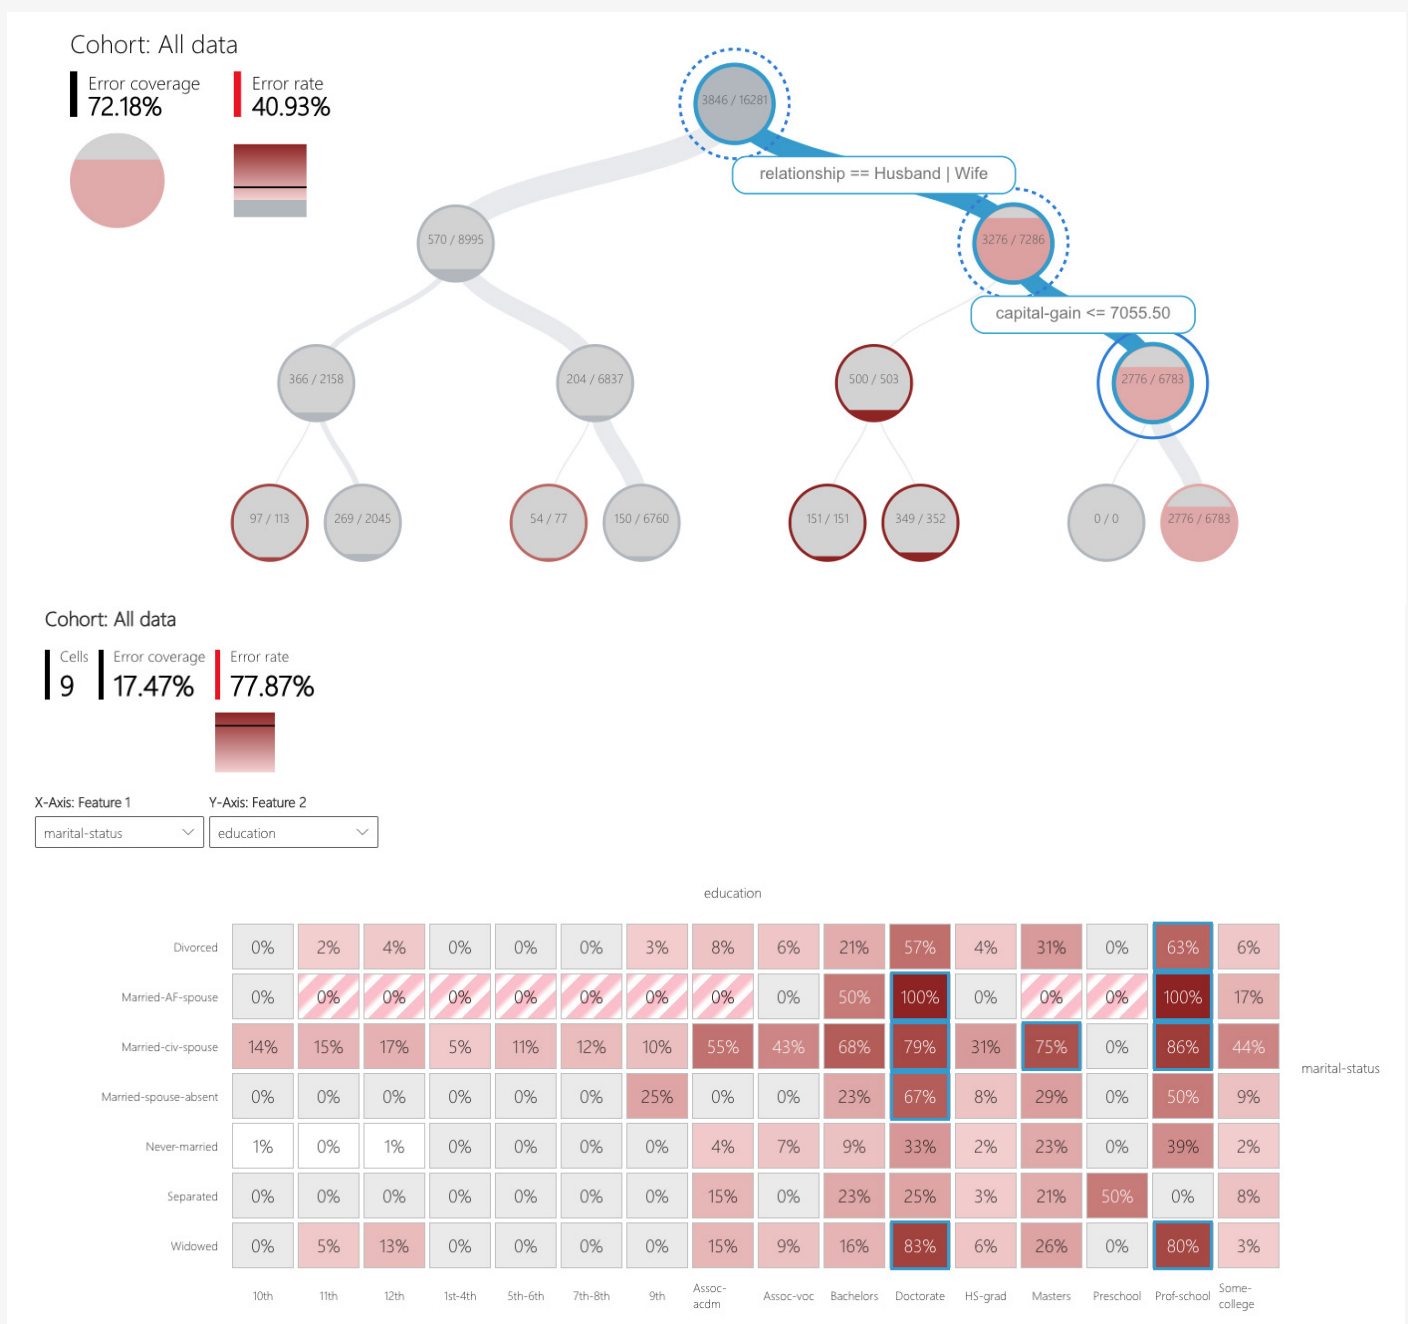 Cohort: All data
Error coverage
72.18%
Error rate
40.93%
3846 / 16281
relationship == Husband | Wife
570 / 8995
3276 / 7286
capital-gain <= 7055.50
366 / 2158
204 / 6837
500 / 503
2776 / 6783
97 / 113
269 / 2045
54 / 77
150 / 6760
151 / 151
349 / 352
0 / 0
2776 / 6783
Cohort: All data
Cells
9
Error coverage
17.47%
Error rate
77.87%
X-Axis: Feature 1
Y-Axis: Feature 2
marital-status
education
education
Divorced 0% 2% 4% 0% 0% 0% 3% 8% 6% 21% 57% 4% 31% 0% 63% 6%
Married-AF-spouse 0% 0% 0% 0% 0% 0% 0% 0% 0% 50% 100% 0% 0% 0% 100% 17%
Married-civ-spouse 14% 15% 17% 5% 11% 12% 10% 55% 43% 68% 79% 31% 75% 0% 86% 44%
marital-status
Married-spouse-absent 0% 0% 0% 0% 0% 0% 25% 0% 0% 23% 67% 8% 29% 0% 50% 9%
Never-married 1% 0% 1% 0% 0% 0% 0% 4% 7% 9% 33% 2% 23% 0% 39% 2%
Separated 0% 0% 0% 0% 0% 0% 0% 15% 0% 23% 25% 3% 21% 50% 0% 8%
Widowed 0% 5% 13% 0% 0% 0% 0% 15% 9% 16% 83% 6% 26% 0% 80% 3%
10th 11th 12th 1st-4th 5th-6th 7th-8th 9th Assoc-acdm Assoc-voc Bachelors Doctorate HS-grad Masters Preschool Prof-school Some-college